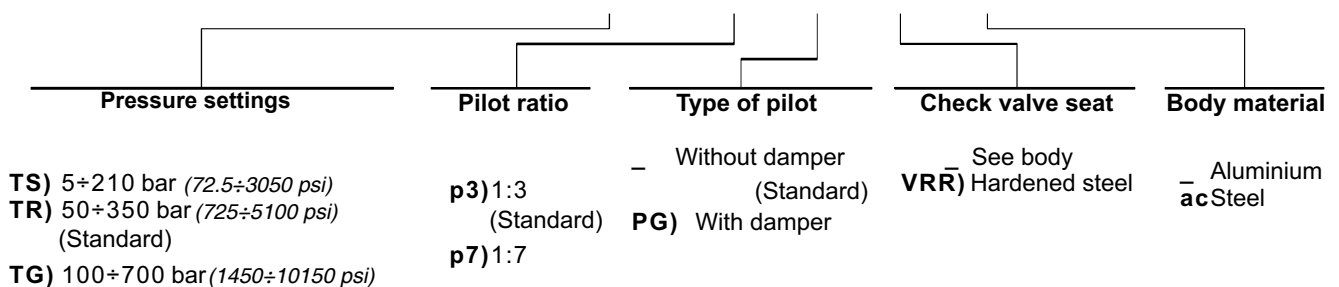 Pressure settings
TS) 5÷210 bar (72.5÷3050 psi)
TR) 50÷350 bar (725÷5100 psi)
(Standard)
TG) 100÷700 bar (1450÷10150 psi)
Pilot ratio
p3) 1:3
(Standard)
p7) 1:7
Type of pilot
_ Without damper
(Standard)
PG) With damper
Check valve seat
_ See body
VRR) Hardened steel
Body material
_ Aluminium
ac Steel